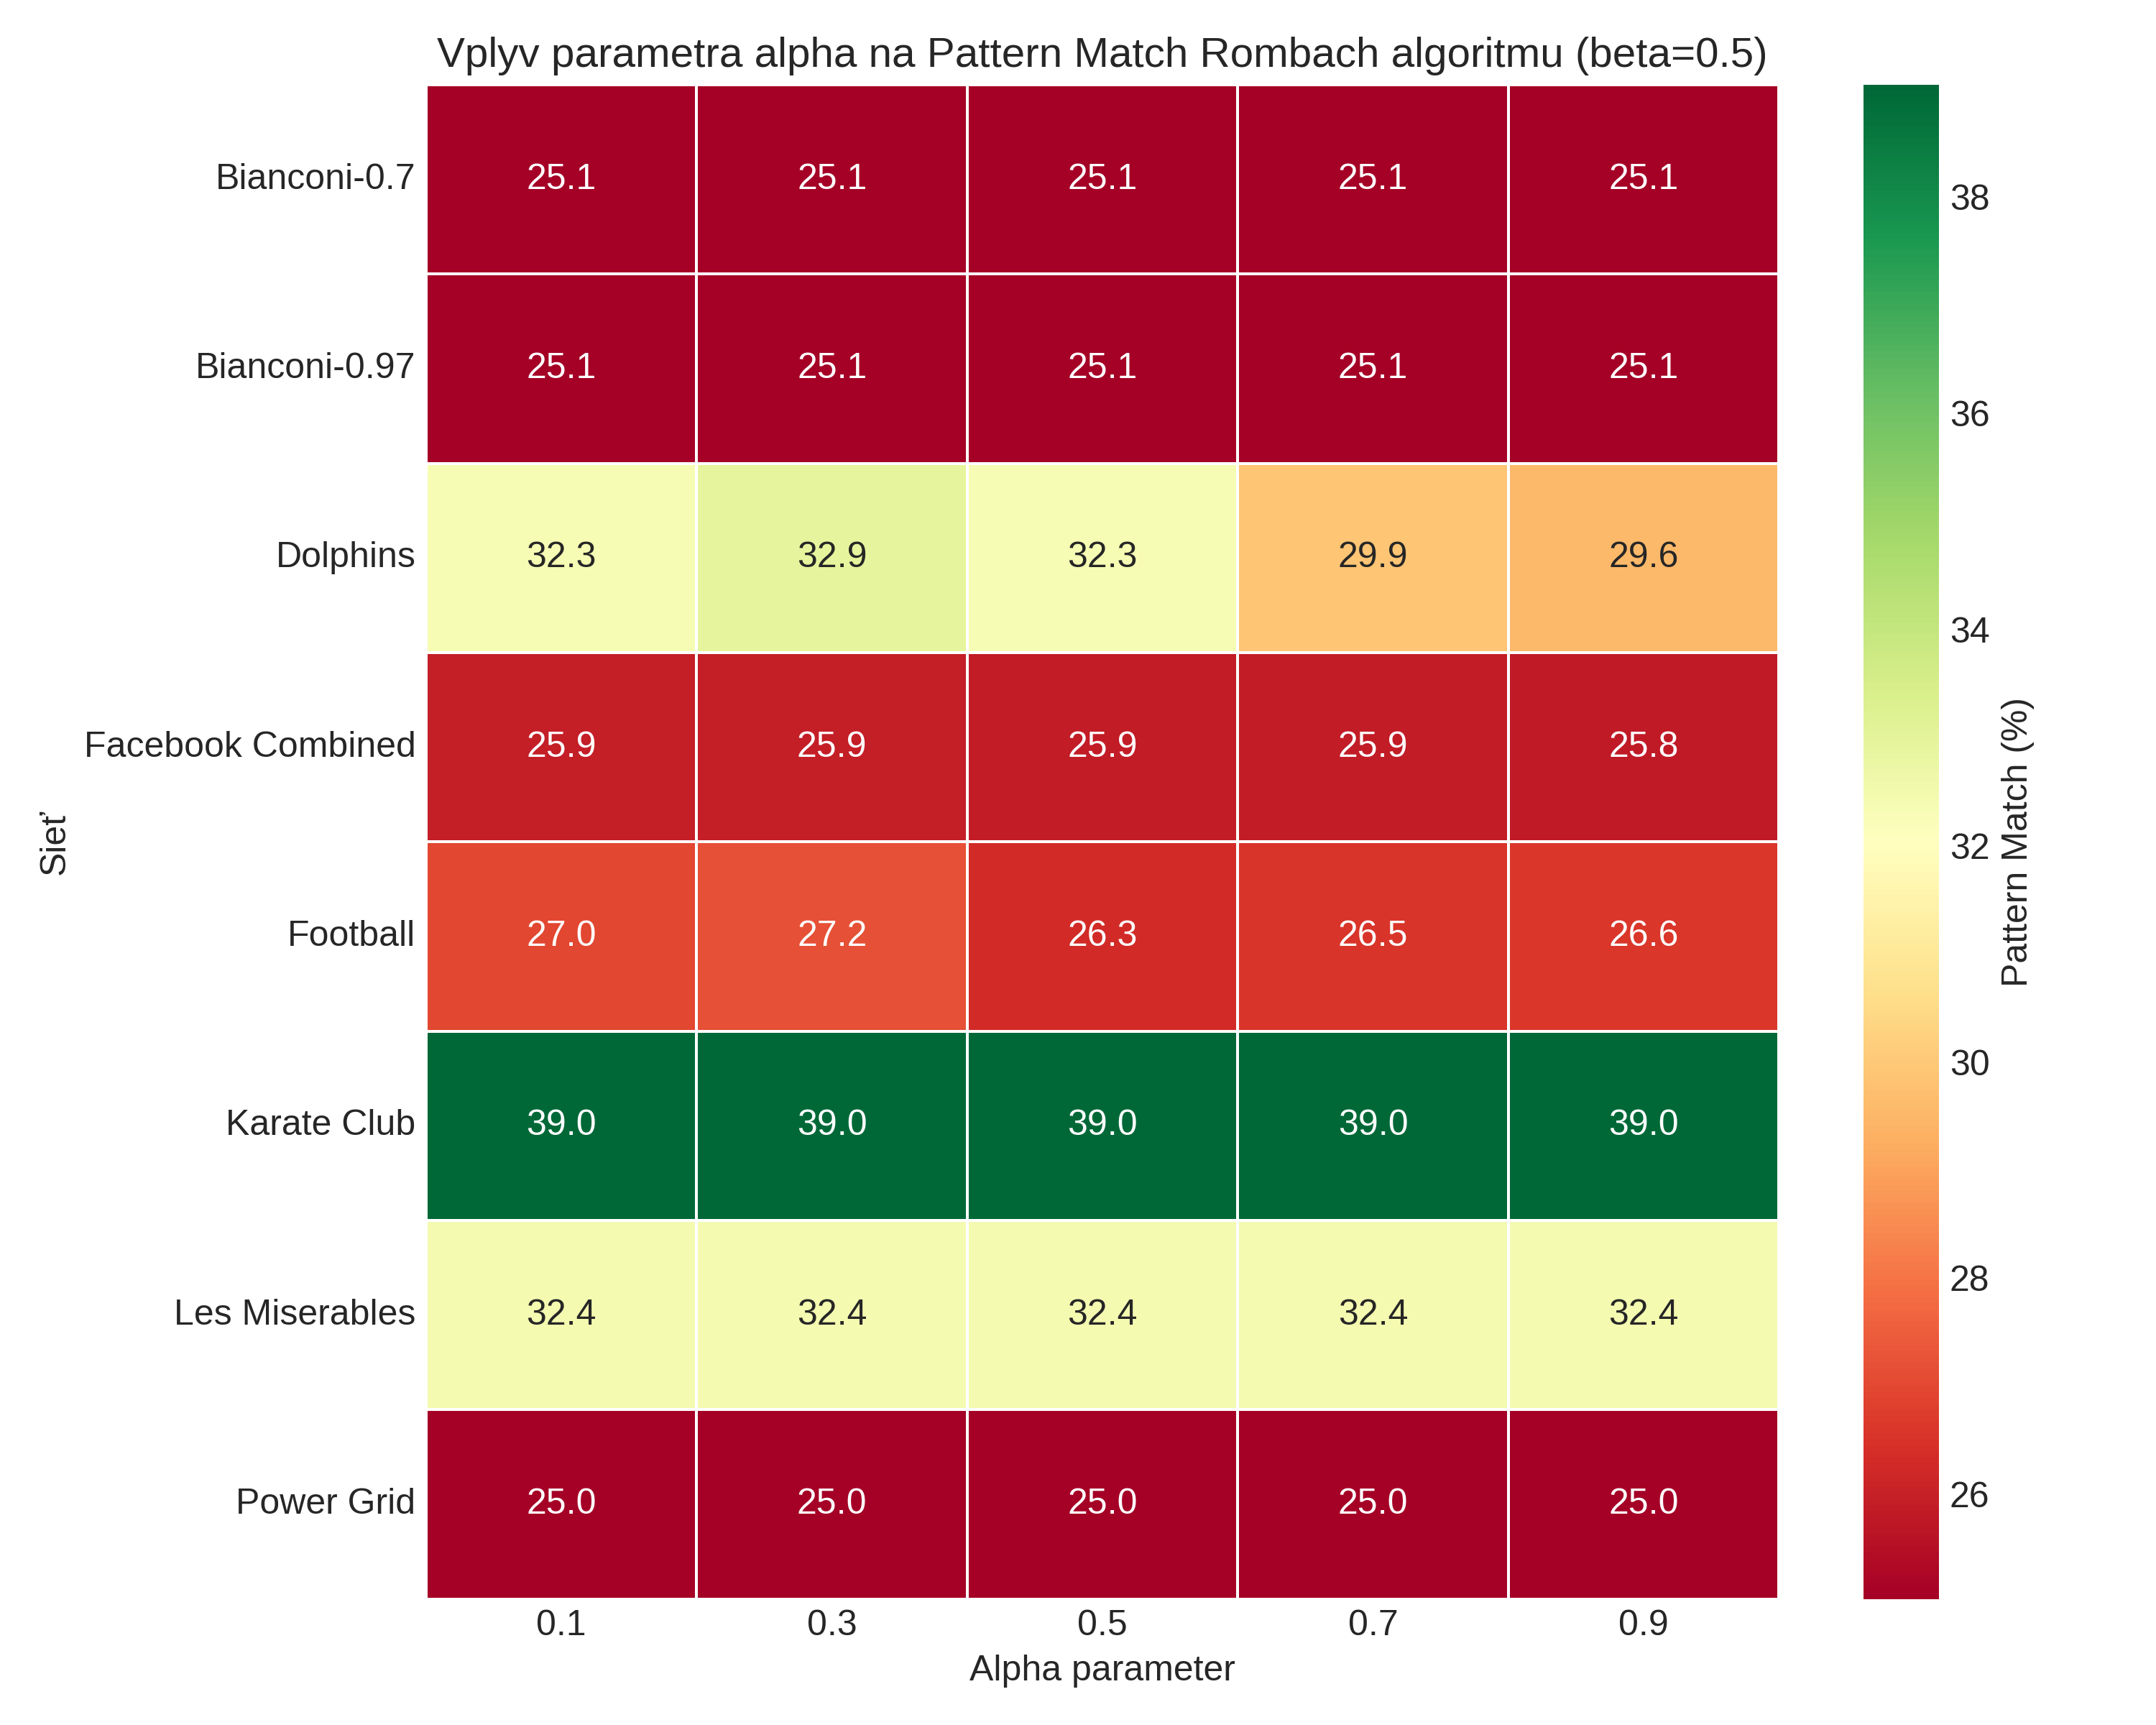 Vplyv parametra alpha na Pattern Match Rombach algoritmu (beta=0.5)
Bianconi-0.7 25.1 25.1 25.1 25.1 25.1
Bianconi-0.97 25.1 25.1 25.1 25.1 25.1
Dolphins 32.3 32.9 32.3 29.9 29.6
Facebook Combined 25.9 25.9 25.9 25.9 25.8
Football 27.0 27.2 26.3 26.5 26.6
Karate Club 39.0 39.0 39.0 39.0 39.0
Les Miserables 32.4 32.4 32.4 32.4 32.4
Power Grid 25.0 25.0 25.0 25.0 25.0
0.1 0.3 0.5 0.7 0.9
Alpha parameter
Sieť
38
36
34
32
30
28
26
Pattern Match (%)